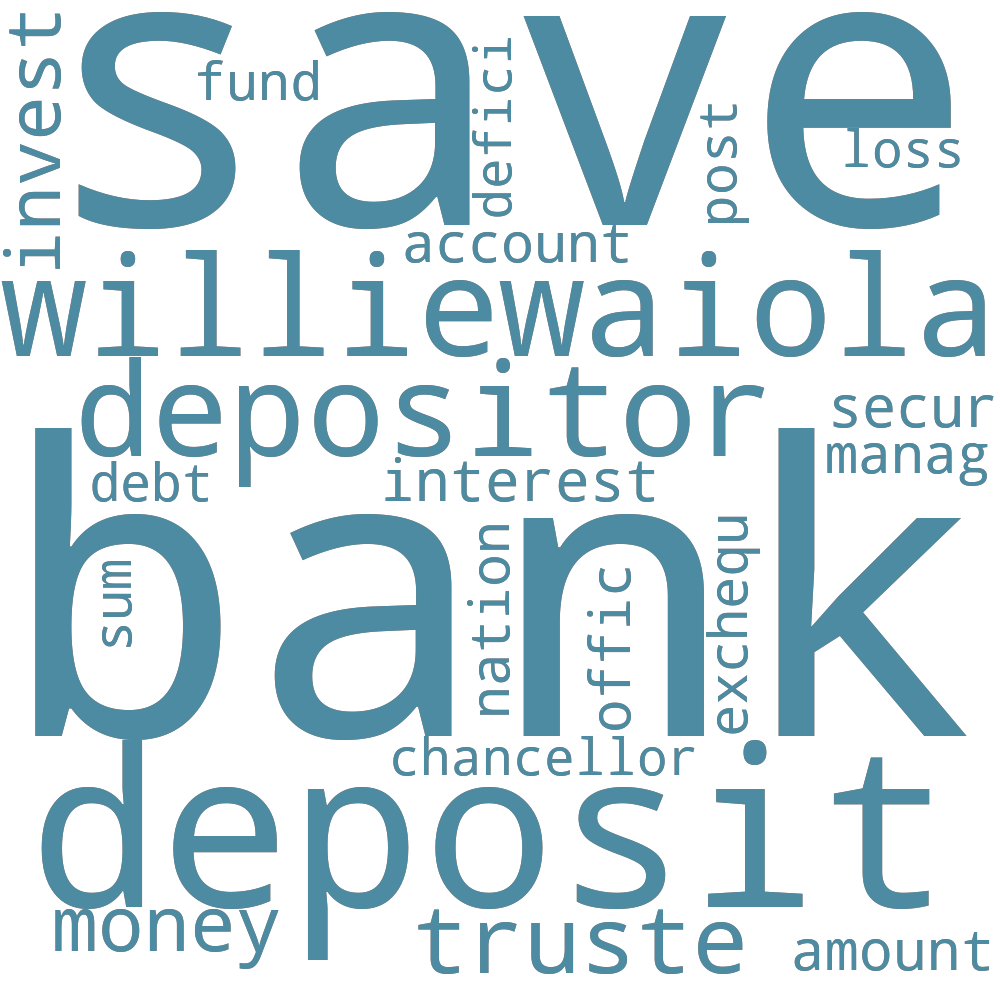 save
invest
fund
defici
post
loss
account
williewaiola
depositor
secur
manag
debt
interest
bank
sum
nation
offic
exchequ
chancellor
deposit
money
truste
amount